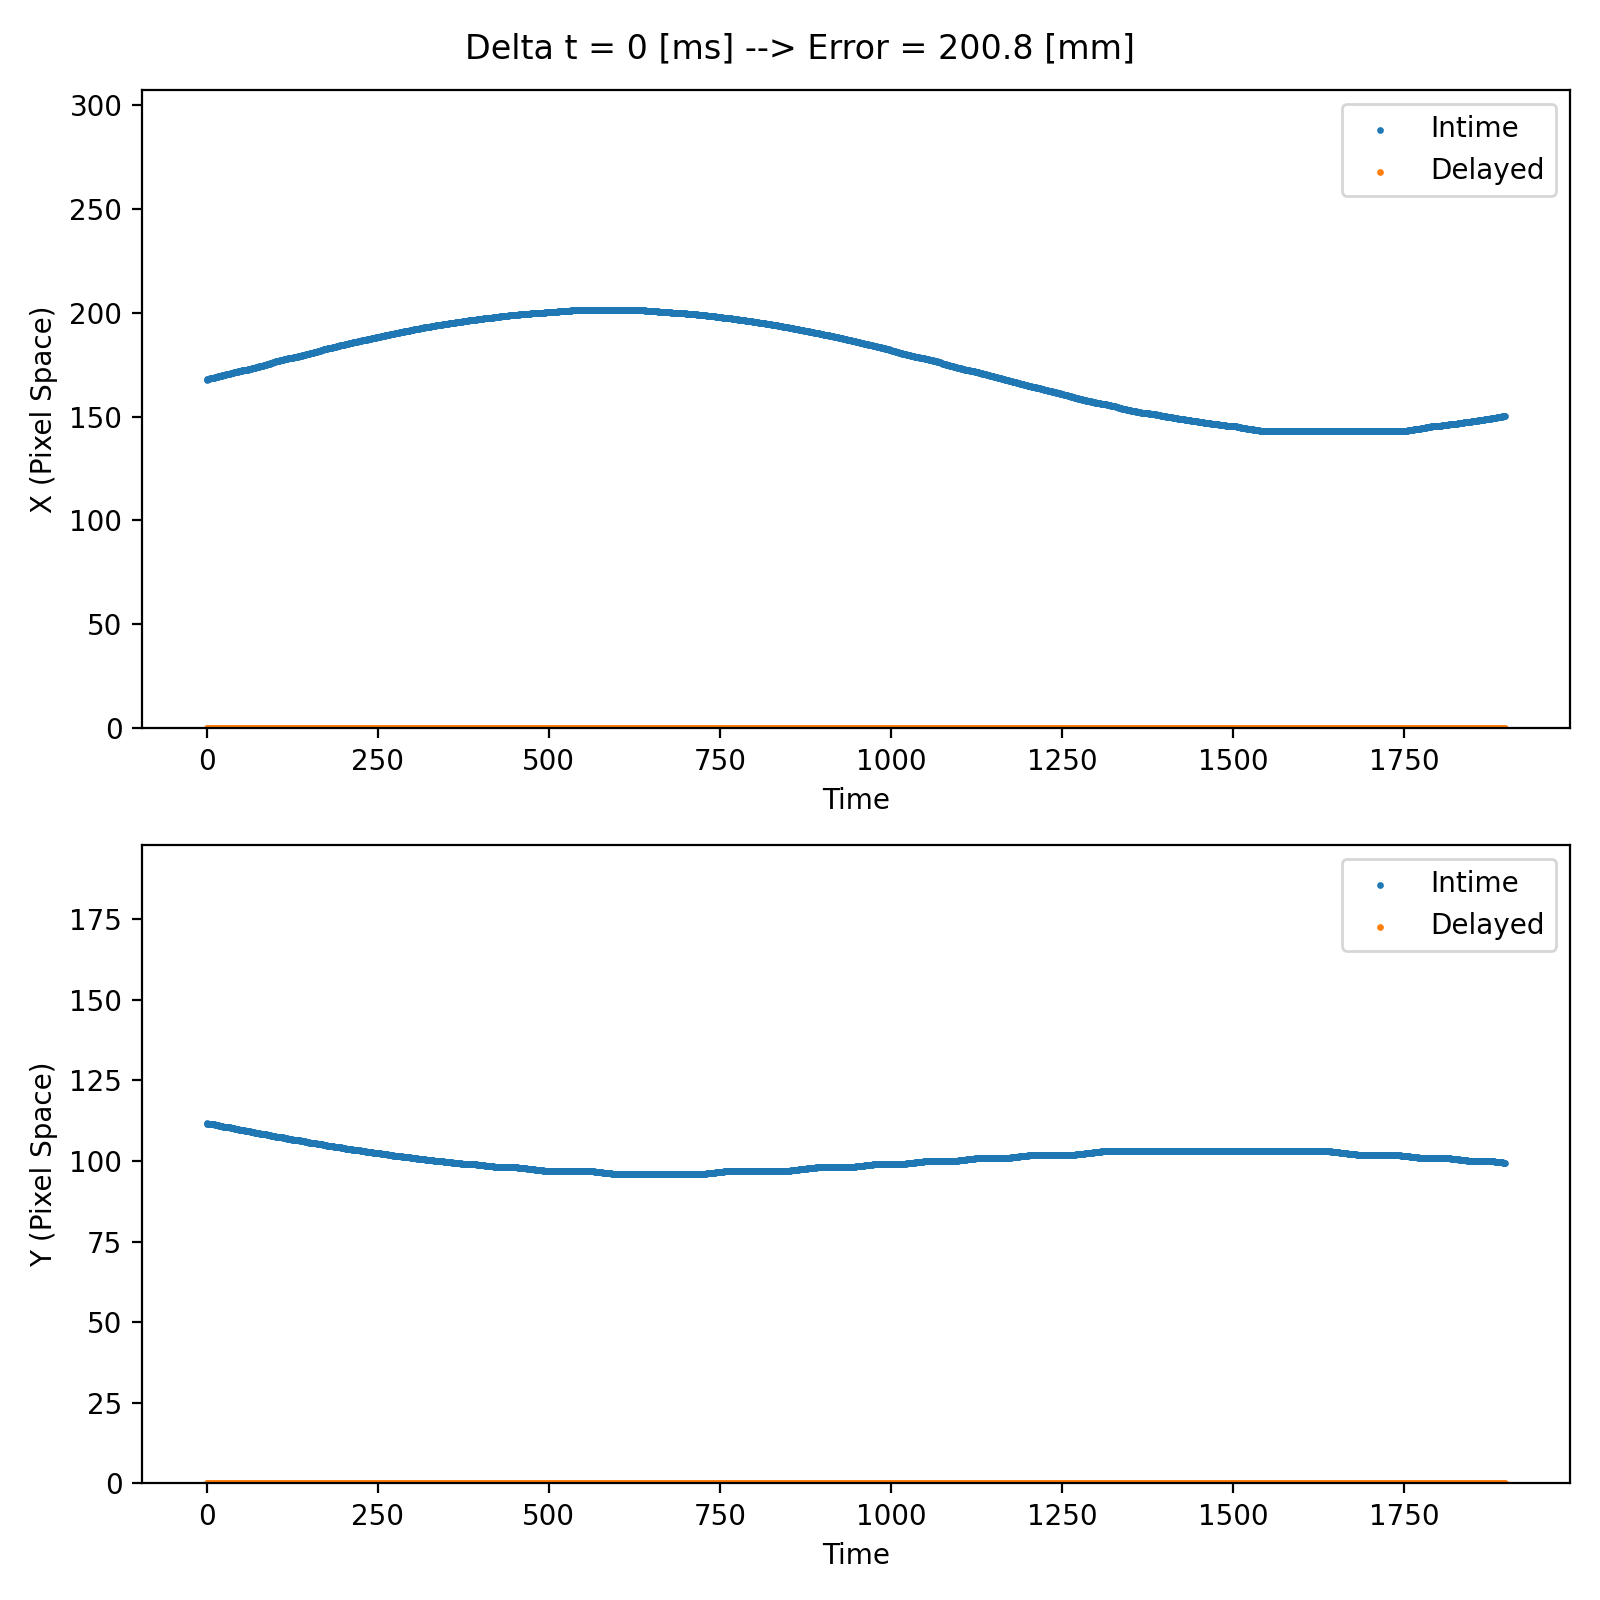 Delta t = 0 [ms] --> Error = 200.8 [mm]
300
250
200
150
100
50
0
X (Pixel Space)
Intime
Delayed
0 250 500 750 1000 1250 1500 1750
Time
175
150
125
100
75
50
25
0
Y (Pixel Space)
Intime
Delayed
0 250 500 750 1000 1250 1500 1750
Time